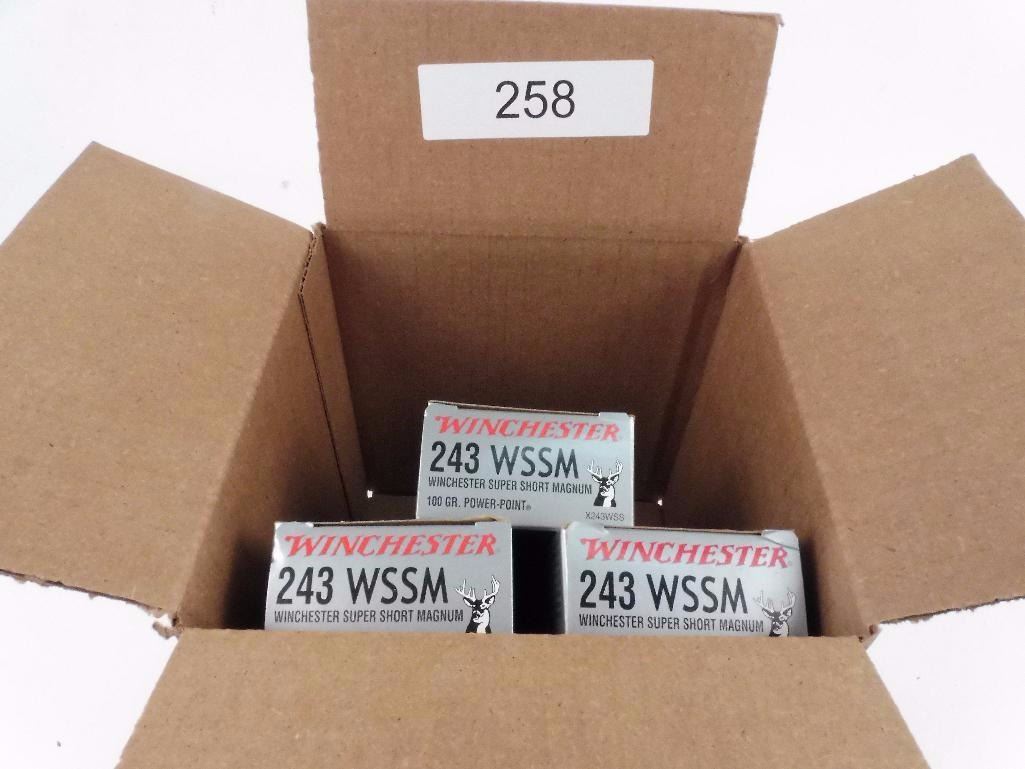 258
WINCHESTER
243 WSSM
WINCHESTER SUPER SHORT MAGNUM
100 GR. POWER-POINT®
X243WSS
WINCHESTER
243 WSSM
WINCHESTER SUPER SHORT MAGNUM
WINCHESTER
243 WSSM
WINCHESTER SUPER SHORT MAGNUM